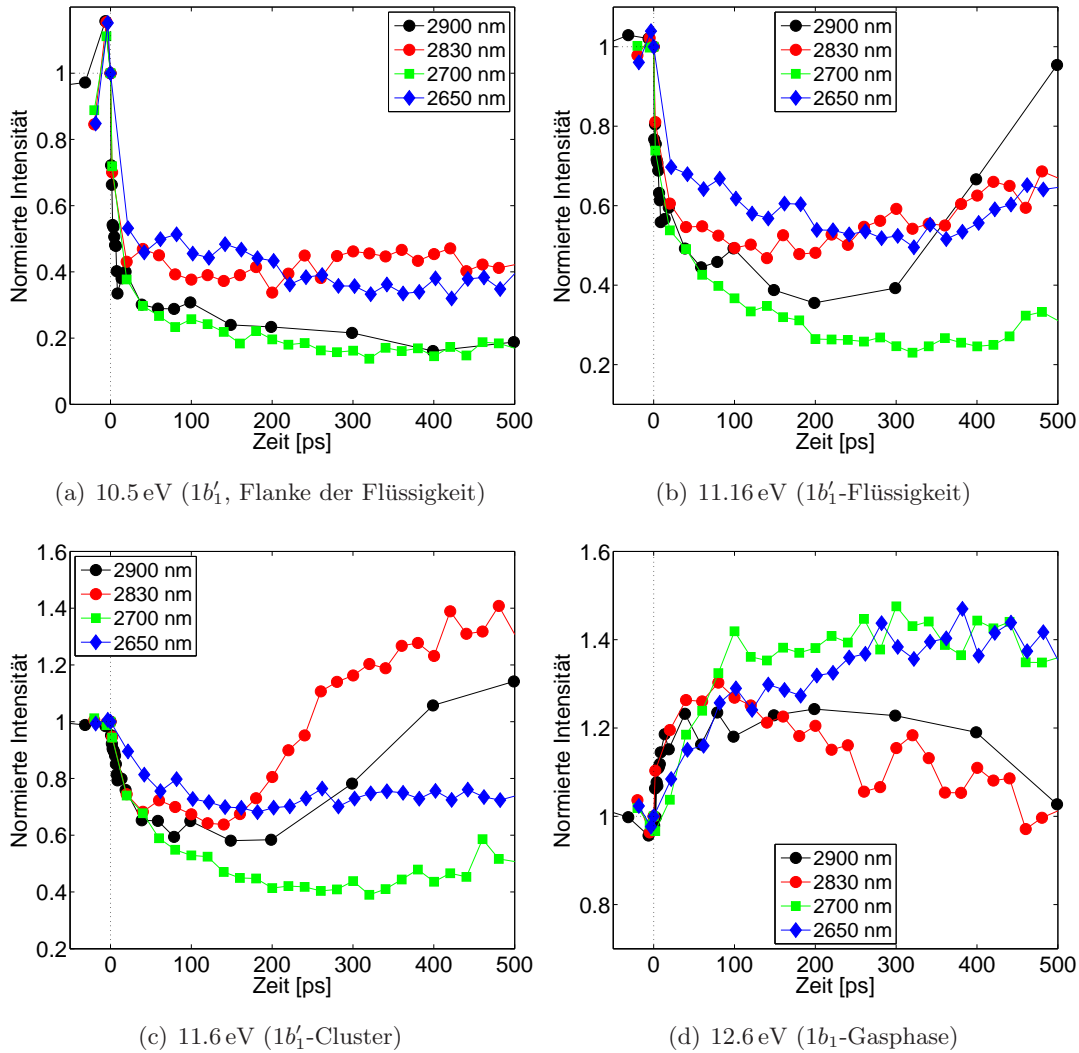 2900 nm
2830 nm
2700 nm
2650 nm
1
0.8
0.6
0.4
0.2
0
Normierte Intensität
0 100 200 300 400 500
Zeit [ps]
(a) 10.5 eV (1b′₁, Flanke der Flüssigkeit)
2900 nm
2830 nm
2700 nm
2650 nm
1
0.8
0.6
0.4
0.2
Normierte Intensität
0 100 200 300 400 500
Zeit [ps]
(b) 11.16 eV (1b′₁-Flüssigkeit)
1.6
1.4
1.2
1
0.8
0.6
0.4
0.2
2900 nm
2830 nm
2700 nm
2650 nm
Normierte Intensität
0 100 200 300 400 500
Zeit [ps]
(c) 11.6 eV (1b′₁-Cluster)
1.6
1.4
1.2
1
0.8
Normierte Intensität
2900 nm
2830 nm
2700 nm
2650 nm
0 100 200 300 400 500
Zeit [ps]
(d) 12.6 eV (1b₁-Gasphase)